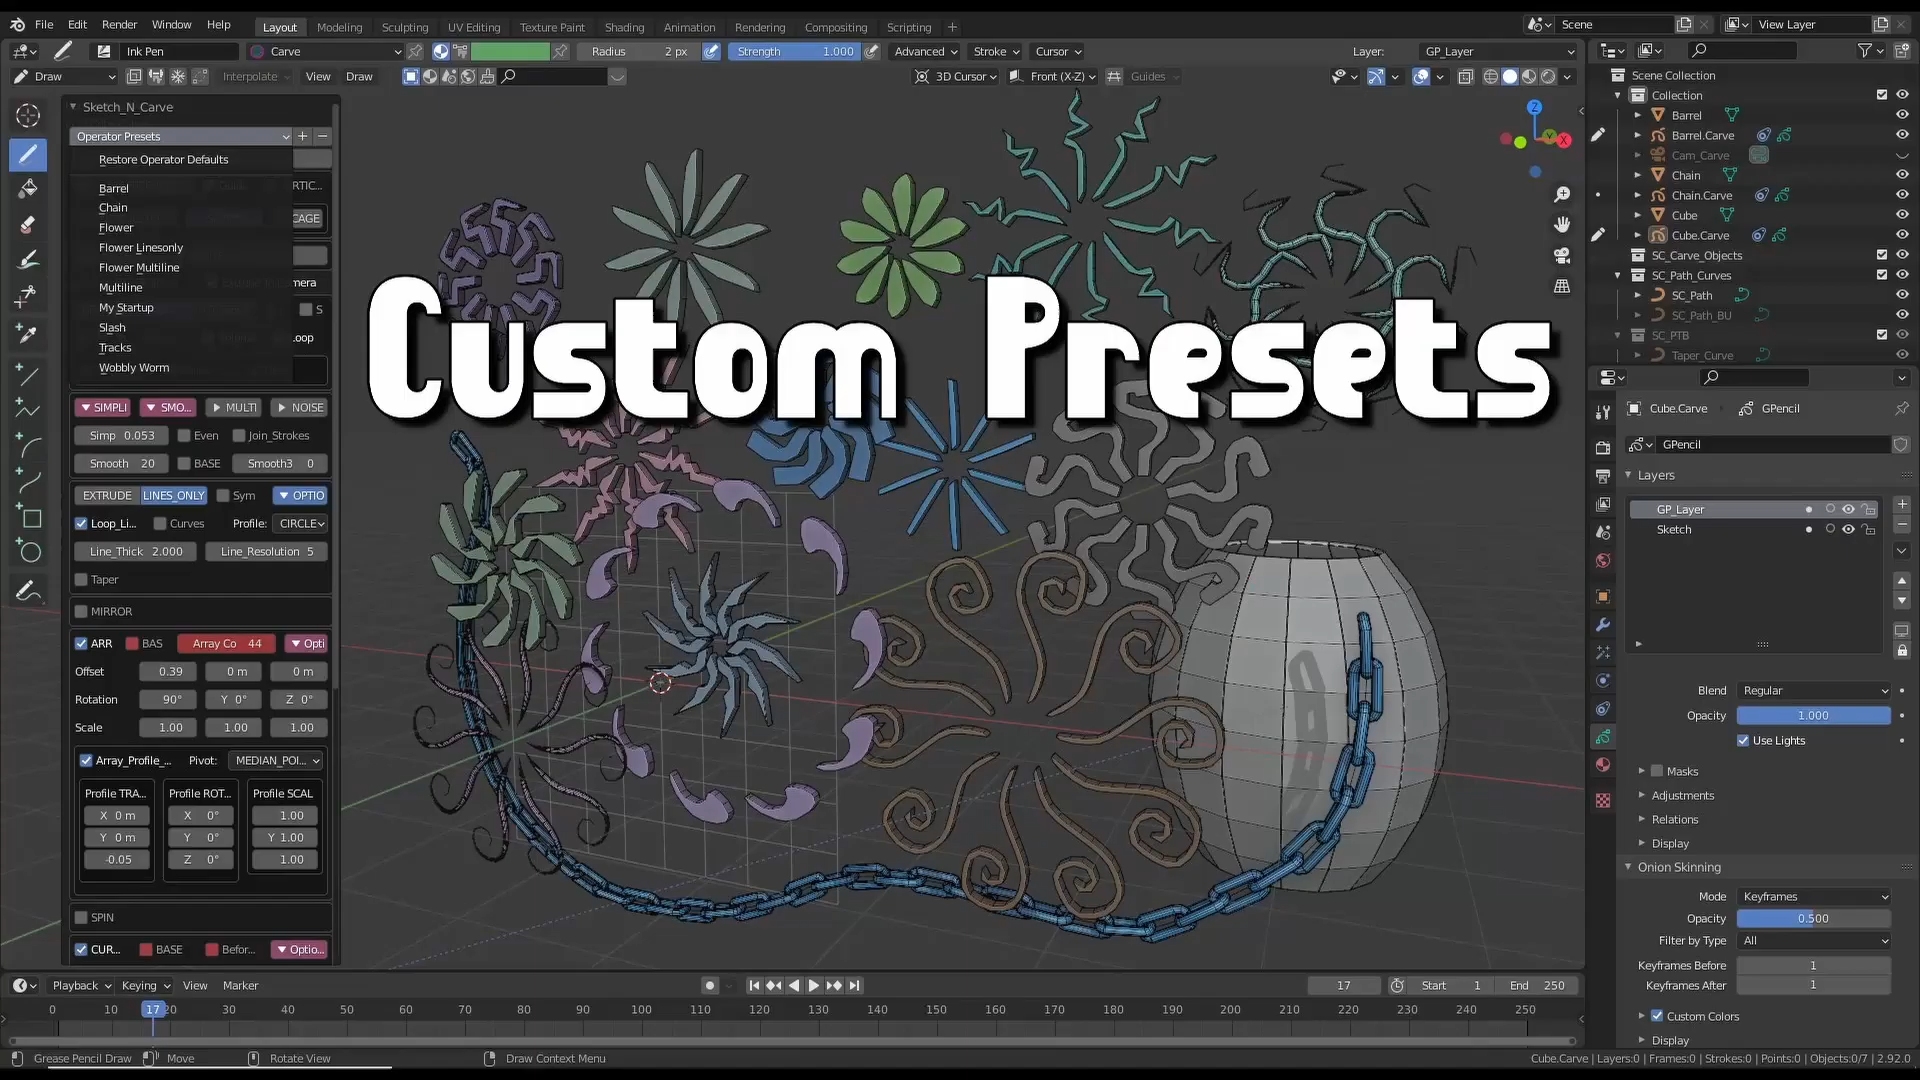 File Edit Render Window Help
Layout Modeling Sculpting UV Editing Texture Paint Shading Animation Rendering Compositing Scripting +
Scene
View Layer
Ink Pen Carve Radius 2 px Strength 1.000 Advanced Stroke Cursor Layer: GP_Layer
Draw Interpolate View Draw 3D Cursor Front (X-Z) Guides
Sketch_N_Carve
Operator Presets
Restore Operator Defaults
Barrel
Chain
Flower
Flower Linesonly
Flower Multiline
Multiline
My Startup
Slash
Tracks
Wobbly Worm
RTIC...
CAGE
mera
S
Loop
SIMPLI SMO... MULTI NOISE
Simp 0.053 Even Join_Strokes
Smooth 20 BASE Smooth3 0
EXTRUDE LINES_ONLY Sym OPTIO
Loop_Li... Curves Profile: CIRCLE
Line_Thick 2.000 Line_Resolution 5
Taper
MIRROR
ARR BAS Array Co 44 Opti
Offset 0.39 0 m 0 m
Rotation 90° Y 0° Z 0°
Scale 1.00 1.00 1.00
Array_Profile_... Pivot: MEDIAN_POI...
Profile TRA... Profile ROT... Profile SCAL
X 0 m X 0° 1.00
Y 0 m Y 0° Y 1.00
-0.05 Z 0° 1.00
SPIN
CUR... BASE Befor... Optio...
Custom Presets
Z
X
Scene Collection
Collection
Barrel
Barrel.Carve
Cam_Carve
Chain
Chain.Carve
Cube
Cube.Carve
SC_Carve_Objects
SC_Path_Curves
SC_Path
SC_Path_BU
SC_PTB
Taper_Curve
Cube.Carve GPencil
GPencil
Layers
GP_Layer
Sketch
Blend Regular
Opacity 1.000
Use Lights
Masks
Adjustments
Relations
Display
Onion Skinning
Mode Keyframes
Opacity 0.500
Filter by Type All
Keyframes Before 1
Keyframes After 1
Custom Colors
Display
Playback Keying View Marker 17 Start 1 End 250
0 10 17 20 30 40 50 60 70 80 90 100 110 120 130 140 150 160 170 180 190 200 210 220 230 240 250
Grease Pencil Draw Move Rotate View Draw Context Menu
Cube.Carve | Layers:0 | Frames:0 | Strokes:0 | Points:0 | Objects:0/7 | 2.92.0